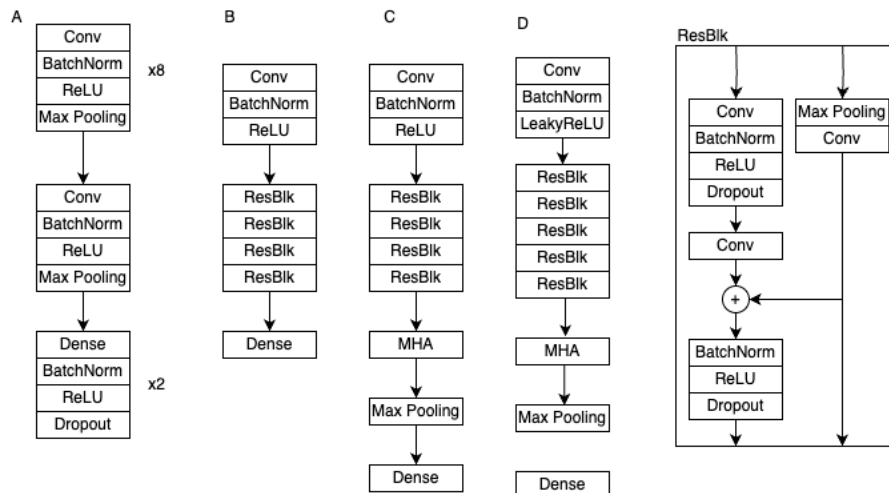 A
Conv
BatchNorm
ReLU
Max Pooling
x8
Conv
BatchNorm
ReLU
Max Pooling
Dense
BatchNorm
ReLU
Dropout
x2
B
Conv
BatchNorm
ReLU
ResBlk
ResBlk
ResBlk
ResBlk
Dense
C
Conv
BatchNorm
ReLU
ResBlk
ResBlk
ResBlk
ResBlk
MHA
Max Pooling
Dense
D
Conv
BatchNorm
LeakyReLU
ResBlk
ResBlk
ResBlk
ResBlk
ResBlk
MHA
Max Pooling
Dense
ResBlk
Conv
BatchNorm
ReLU
Dropout
Conv
+
BatchNorm
ReLU
Dropout
Max Pooling
Conv